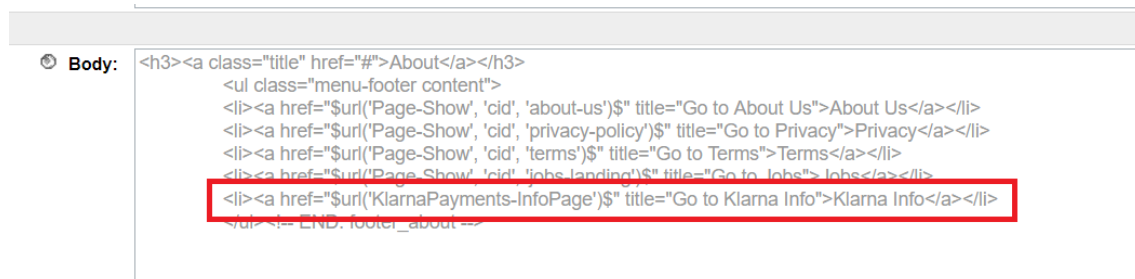 Body:
<h3><a class="title" href="#">About</a></h3>
<ul class="menu-footer content">
<li><a href="$url('Page-Show', 'cid', 'about-us')$" title="Go to About Us">About Us</a></li>
<li><a href="$url('Page-Show', 'cid', 'privacy-policy')$" title="Go to Privacy">Privacy</a></li>
<li><a href="$url('Page-Show', 'cid', 'terms')$" title="Go to Terms">Terms</a></li>
<li><a href="$url('Page-Show', 'cid', 'jobs-landing')$" title="Go to Jobs">Jobs</a></li>
<li><a href="$url('KlarnaPayments-InfoPage')$" title="Go to Klarna Info">Klarna Info</a></li>
</ul><!-- END: footer_about -->